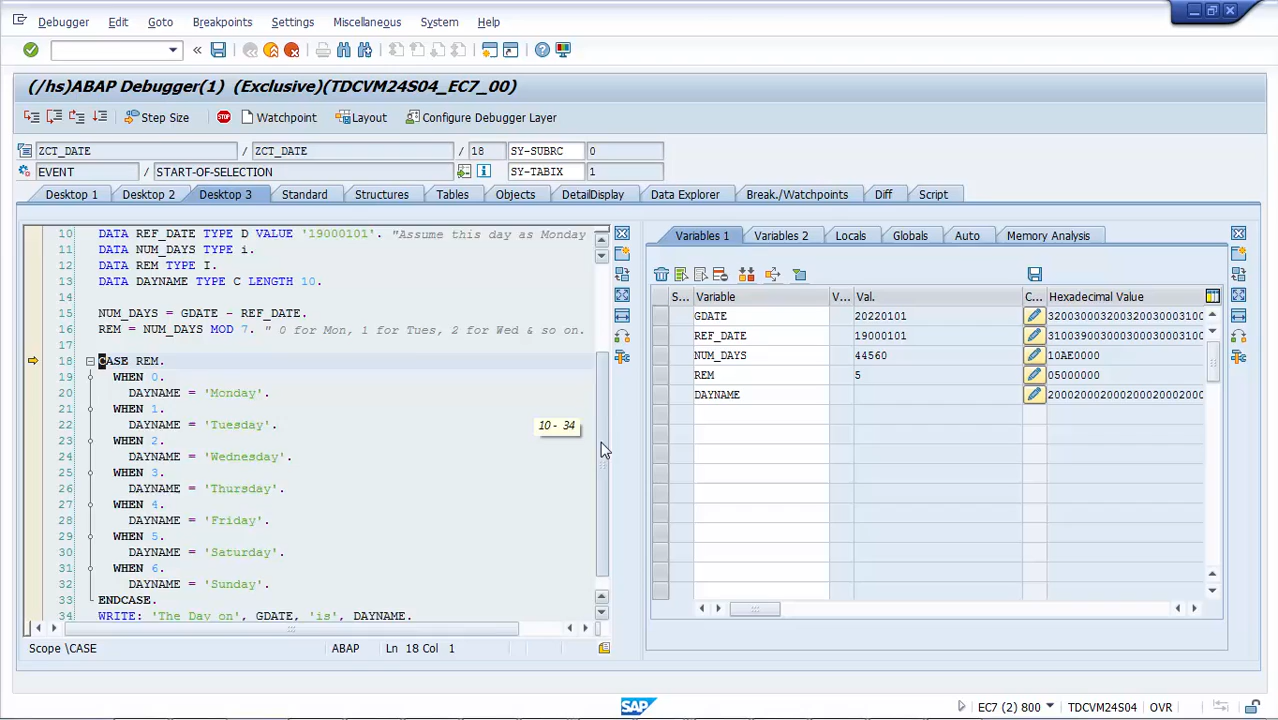 Debugger Edit Goto Breakpoints Settings Miscellaneous System Help
(/hs)ABAP Debugger(1) (Exclusive)(TDCVM24S04_EC7_00)
Step Size STOP Watchpoint Layout Configure Debugger Layer
ZCT_DATE / ZCT_DATE / 18 SY-SUBRC 0
EVENT / START-OF-SELECTION SY-TABIX 1
Desktop 1 Desktop 2 Desktop 3 Standard Structures Tables Objects DetailDisplay Data Explorer Break./Watchpoints Diff Script
10 DATA REF_DATE TYPE D VALUE '19000101'. "Assume this day as Monday
11 DATA NUM_DAYS TYPE i.
12 DATA REM TYPE I.
13 DATA DAYNAME TYPE C LENGTH 10.
14
15 NUM_DAYS = GDATE - REF_DATE.
16 REM = NUM_DAYS MOD 7. " 0 for Mon, 1 for Tues, 2 for Wed & so on.
17
18 CASE REM.
19 WHEN 0.
20 DAYNAME = 'Monday'.
21 WHEN 1.
22 DAYNAME = 'Tuesday'.
23 WHEN 2.
24 DAYNAME = 'Wednesday'.
25 WHEN 3.
26 DAYNAME = 'Thursday'.
27 WHEN 4.
28 DAYNAME = 'Friday'.
29 WHEN 5.
30 DAYNAME = 'Saturday'.
31 WHEN 6.
32 DAYNAME = 'Sunday'.
33 ENDCASE.
34 WRITE: 'The Day on', GDATE, 'is', DAYNAME.
10 - 34
Scope \CASE ABAP Ln 18 Col 1
Variables 1 Variables 2 Locals Globals Auto Memory Analysis
S... Variable V... Val. C... Hexadecimal Value
GDATE 20220101 320030003200320030003100
REF_DATE 19000101 310039003000300030003100
NUM_DAYS 44560 10AE0000
REM 5 05000000
DAYNAME 2000200020002000200020000
SAP EC7 (2) 800 TDCVM24S04 OVR